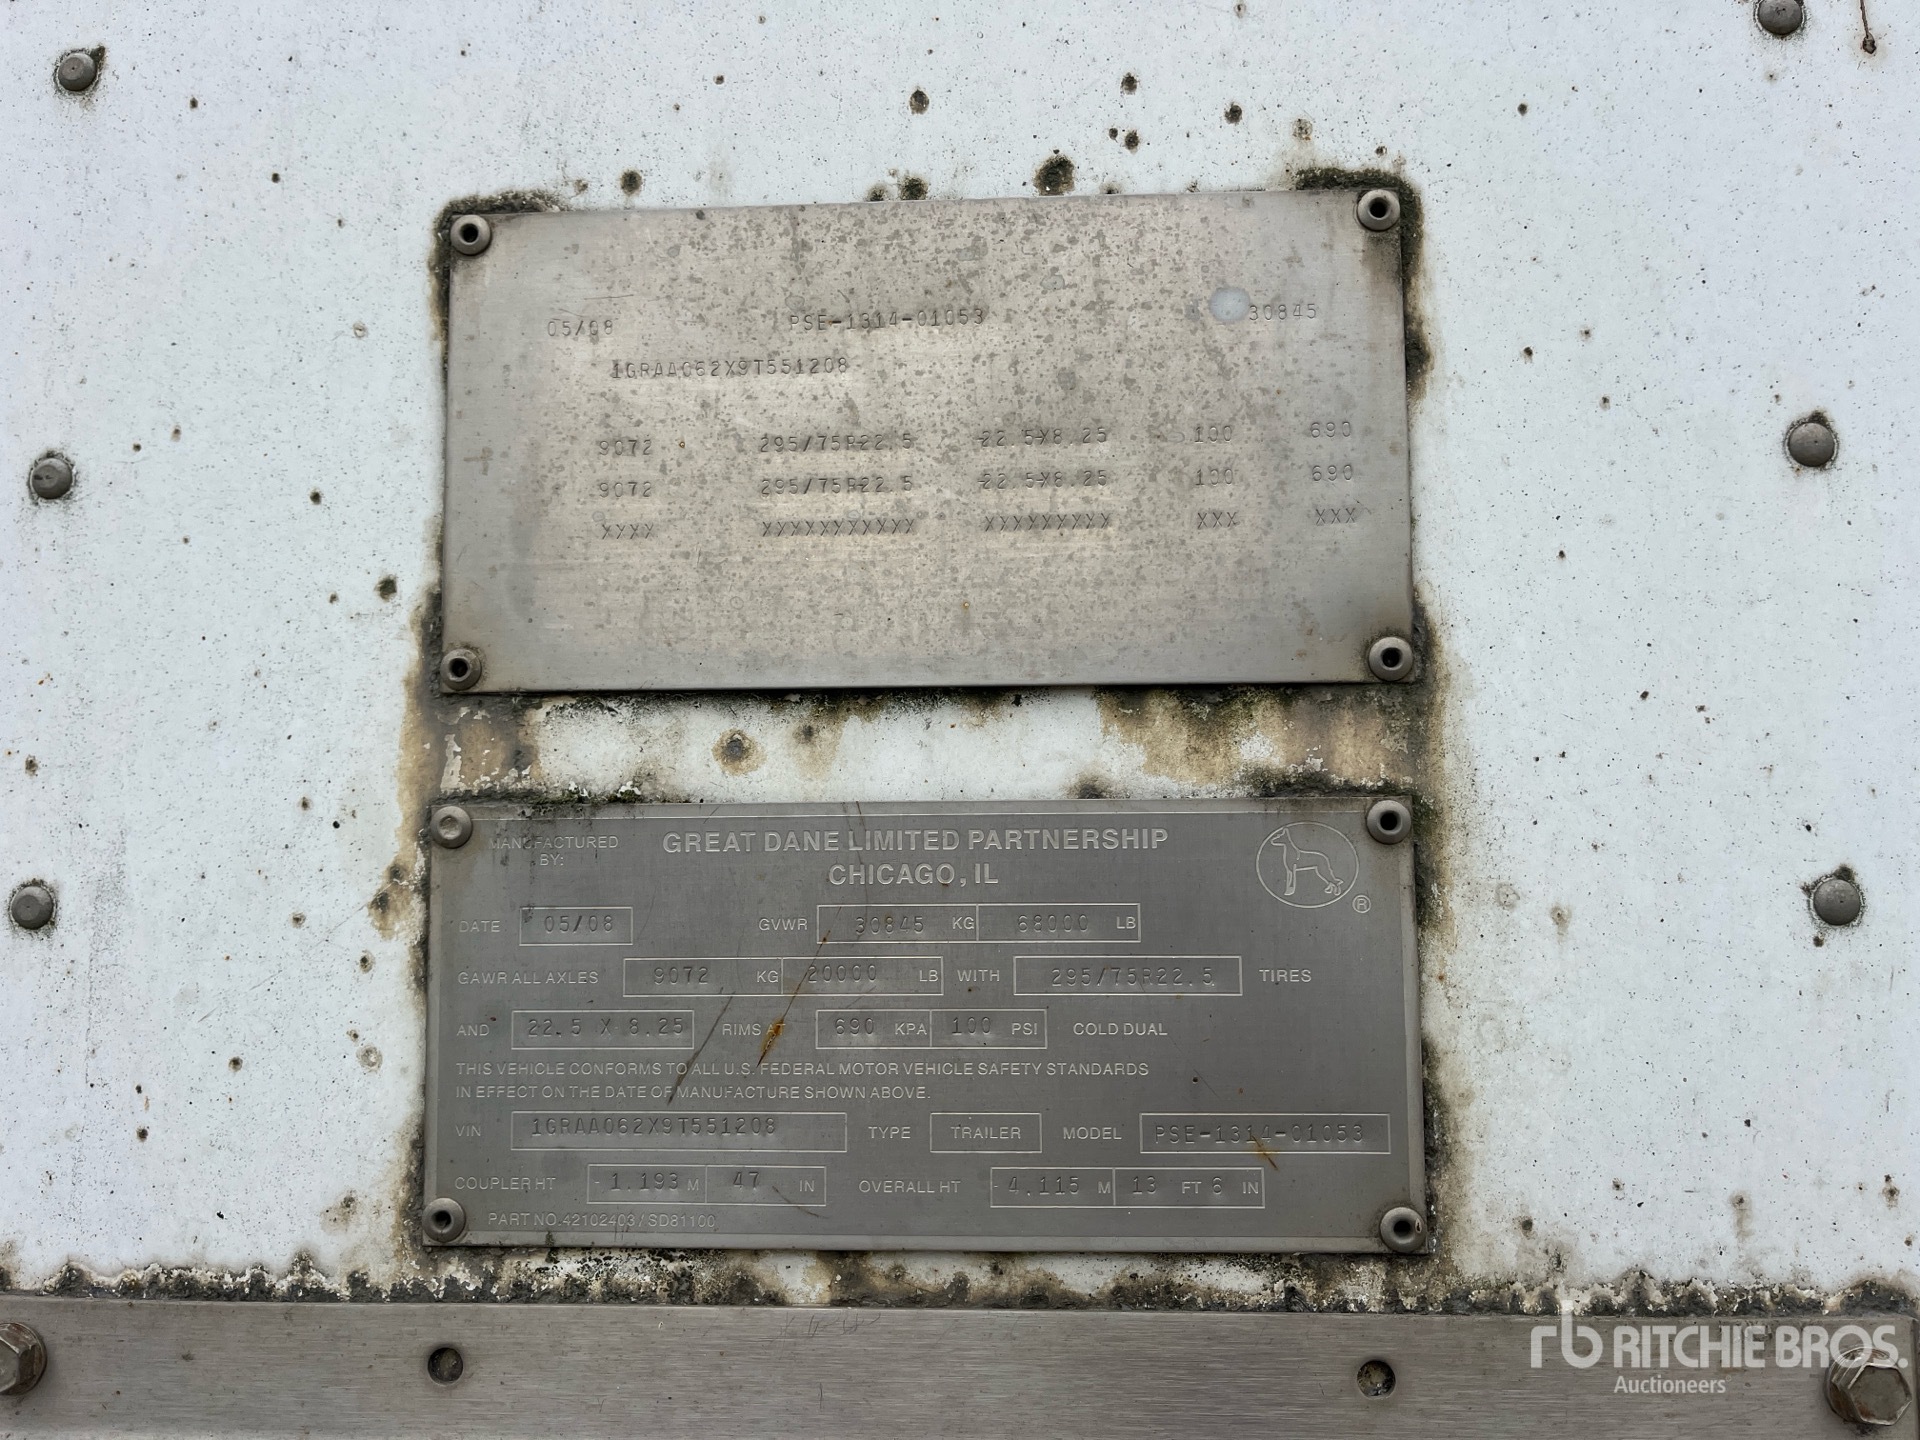 05/08 PSE-1314-01053 30845
1GRAA062X9T551208
9072 295/75R22.5 22.5X8.25 100 690
9072 295/75R22.5 22.5X8.25 100 690
XXXX XXXXXXXXXXX XXXXXXXXX XXX XXX
MANUFACTURED BY: GREAT DANE LIMITED PARTNERSHIP
CHICAGO, IL
®
DATE 05/08 GVWR 30845 KG 68000 LB
GAWR ALL AXLES 9072 KG 20000 LB WITH 295/75R22.5 TIRES
AND 22.5 X 8.25 RIMS AT 690 KPA 100 PSI COLD DUAL
THIS VEHICLE CONFORMS TO ALL U.S. FEDERAL MOTOR VEHICLE SAFETY STANDARDS
IN EFFECT ON THE DATE OF MANUFACTURE SHOWN ABOVE.
VIN 1GRAA062X9T551208 TYPE TRAILER MODEL PSE-1314-01053
COUPLER HT 1.193 M 47 IN OVERALL HT 4.115 M 13 FT 6 IN
PART NO. 42102403 / SD81100
rb RITCHIE BROS.
Auctioneers